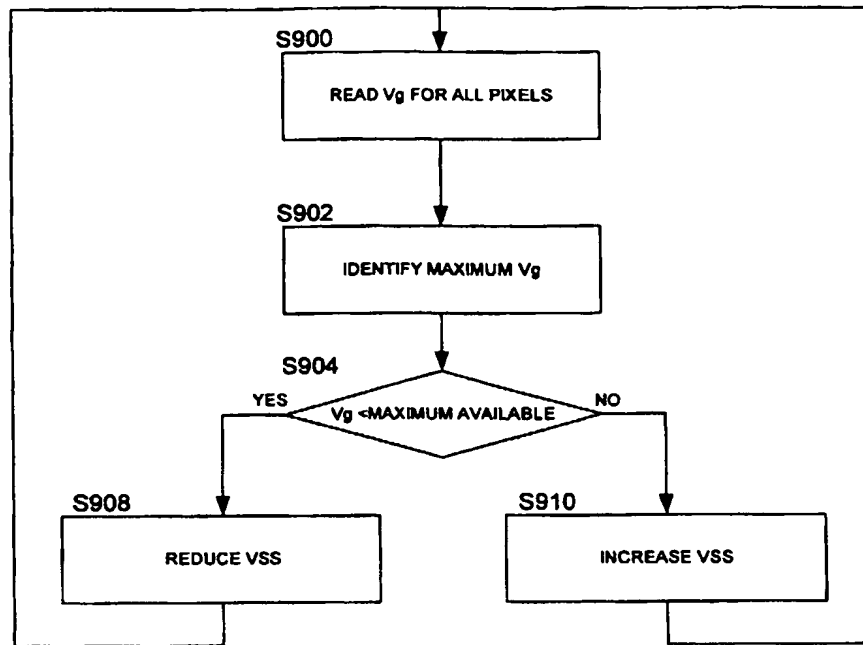 S900
READ Vg FOR ALL PIXELS
S902
IDENTIFY MAXIMUM Vg
S904
YES
Vg <MAXIMUM AVAILABLE
NO
S908
REDUCE VSS
S910
INCREASE VSS